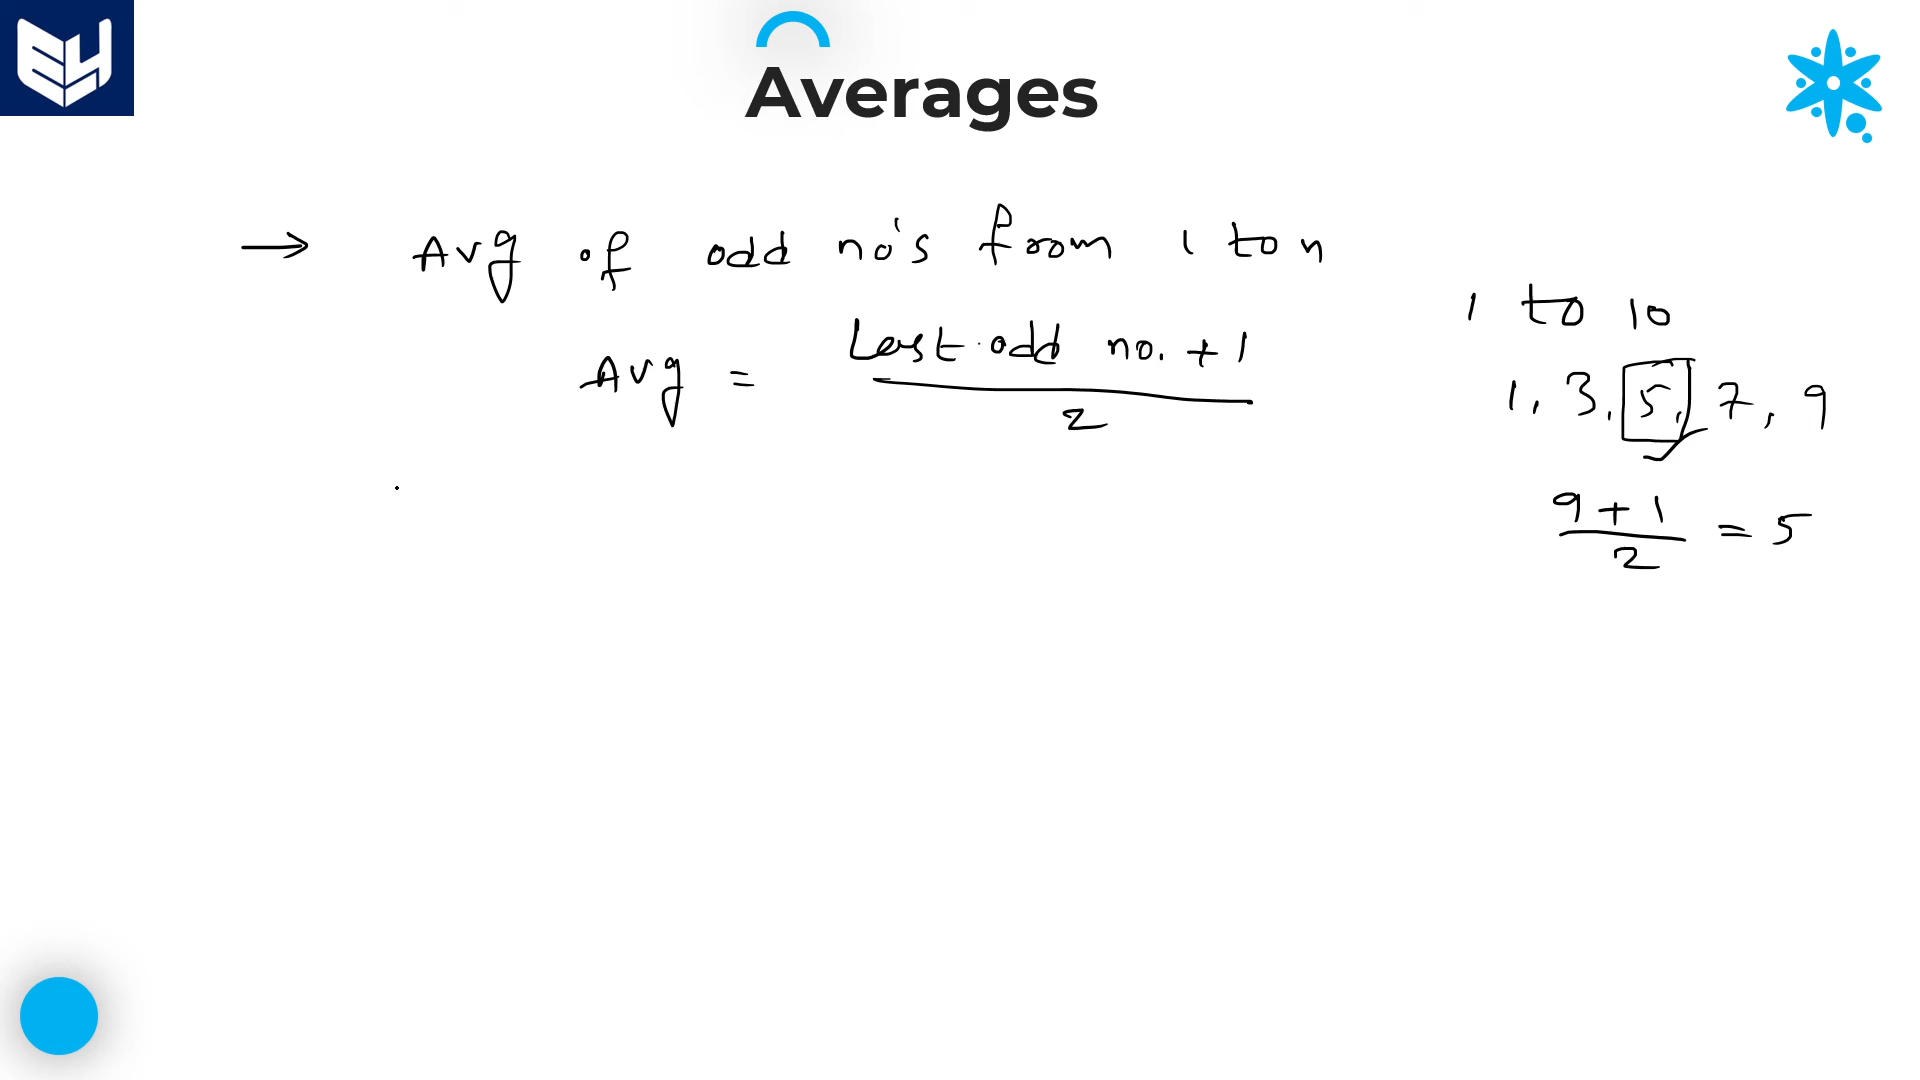 Averages
→ Avg of odd no's from 1 to n
Avg = Last odd no. + 1
2
1 to 10
1, 3, 5, 7, 9
9 + 1
2
= 5